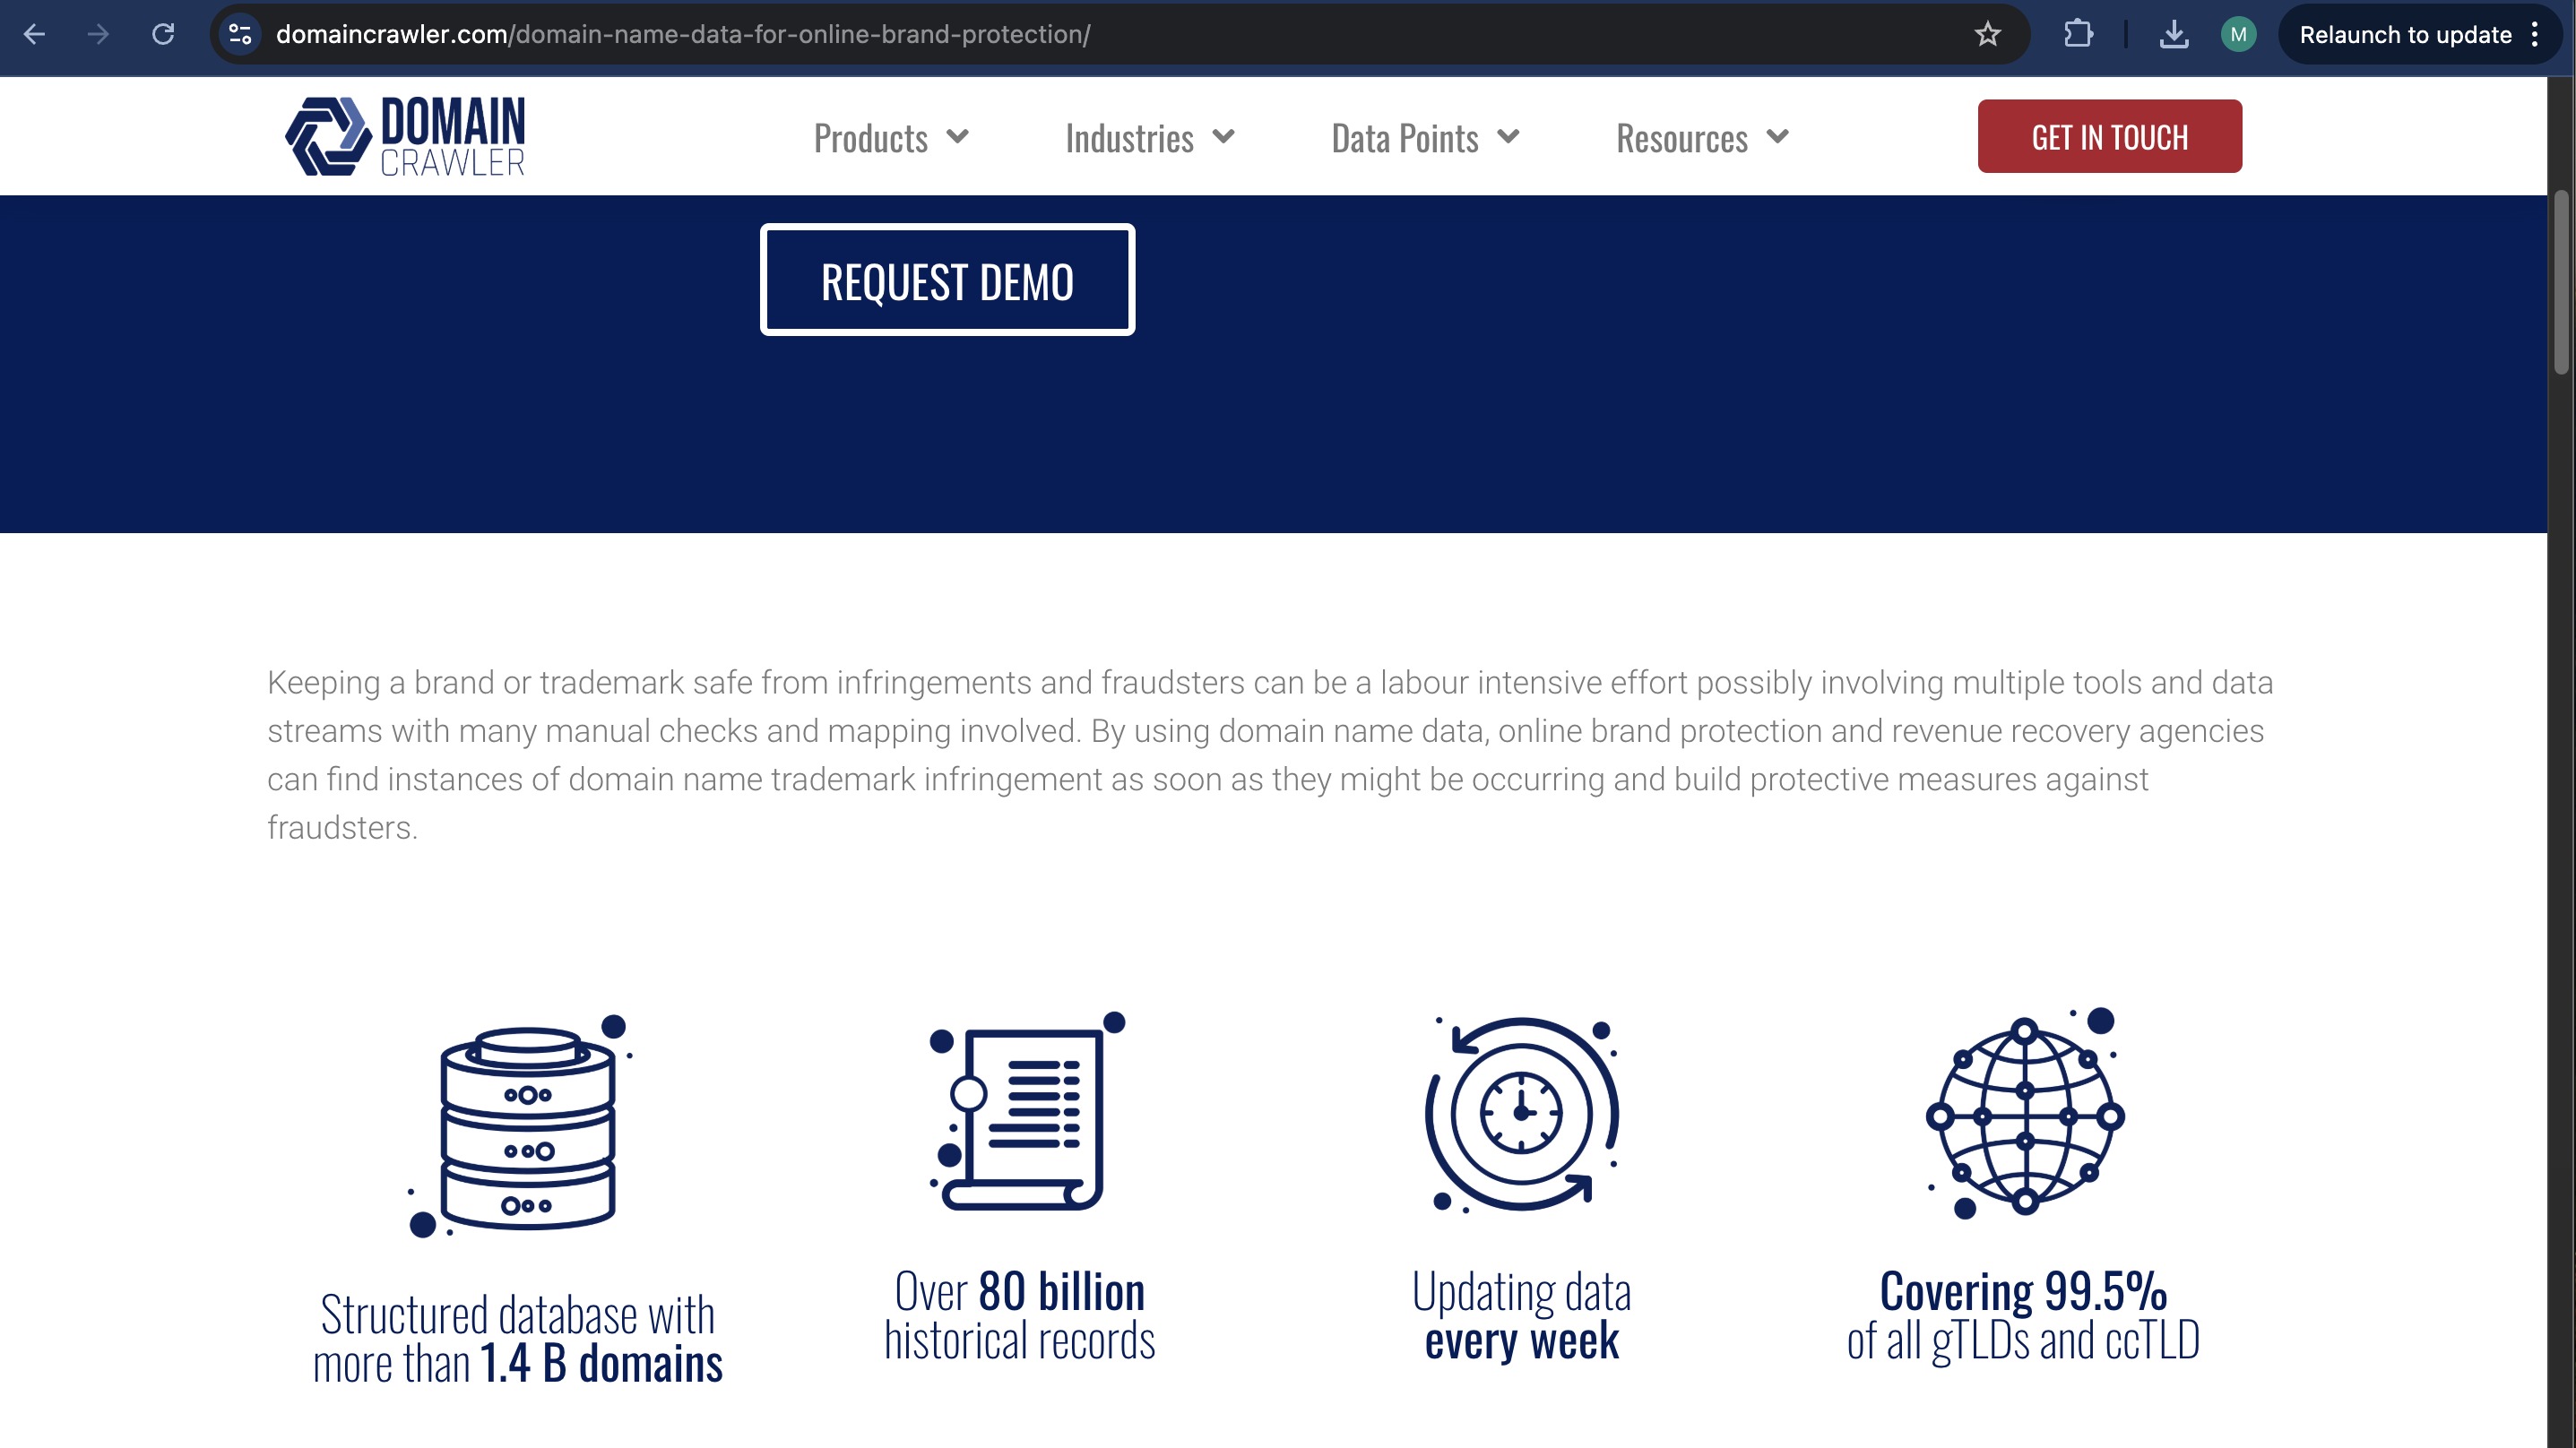 domaincrawler.com/domain-name-data-for-online-brand-protection/
M
Relaunch to update
DOMAIN
CRAWLER
Products
Industries
Data Points
Resources
GET IN TOUCH
REQUEST DEMO
Keeping a brand or trademark safe from infringements and fraudsters can be a labour intensive effort possibly involving multiple tools and data
streams with many manual checks and mapping involved. By using domain name data, online brand protection and revenue recovery agencies
can find instances of domain name trademark infringement as soon as they might be occurring and build protective measures against
fraudsters.
Structured database with
more than 1.4 B domains
Over 80 billion
historical records
Updating data
every week
Covering 99.5%
of all gTLDs and ccTLD